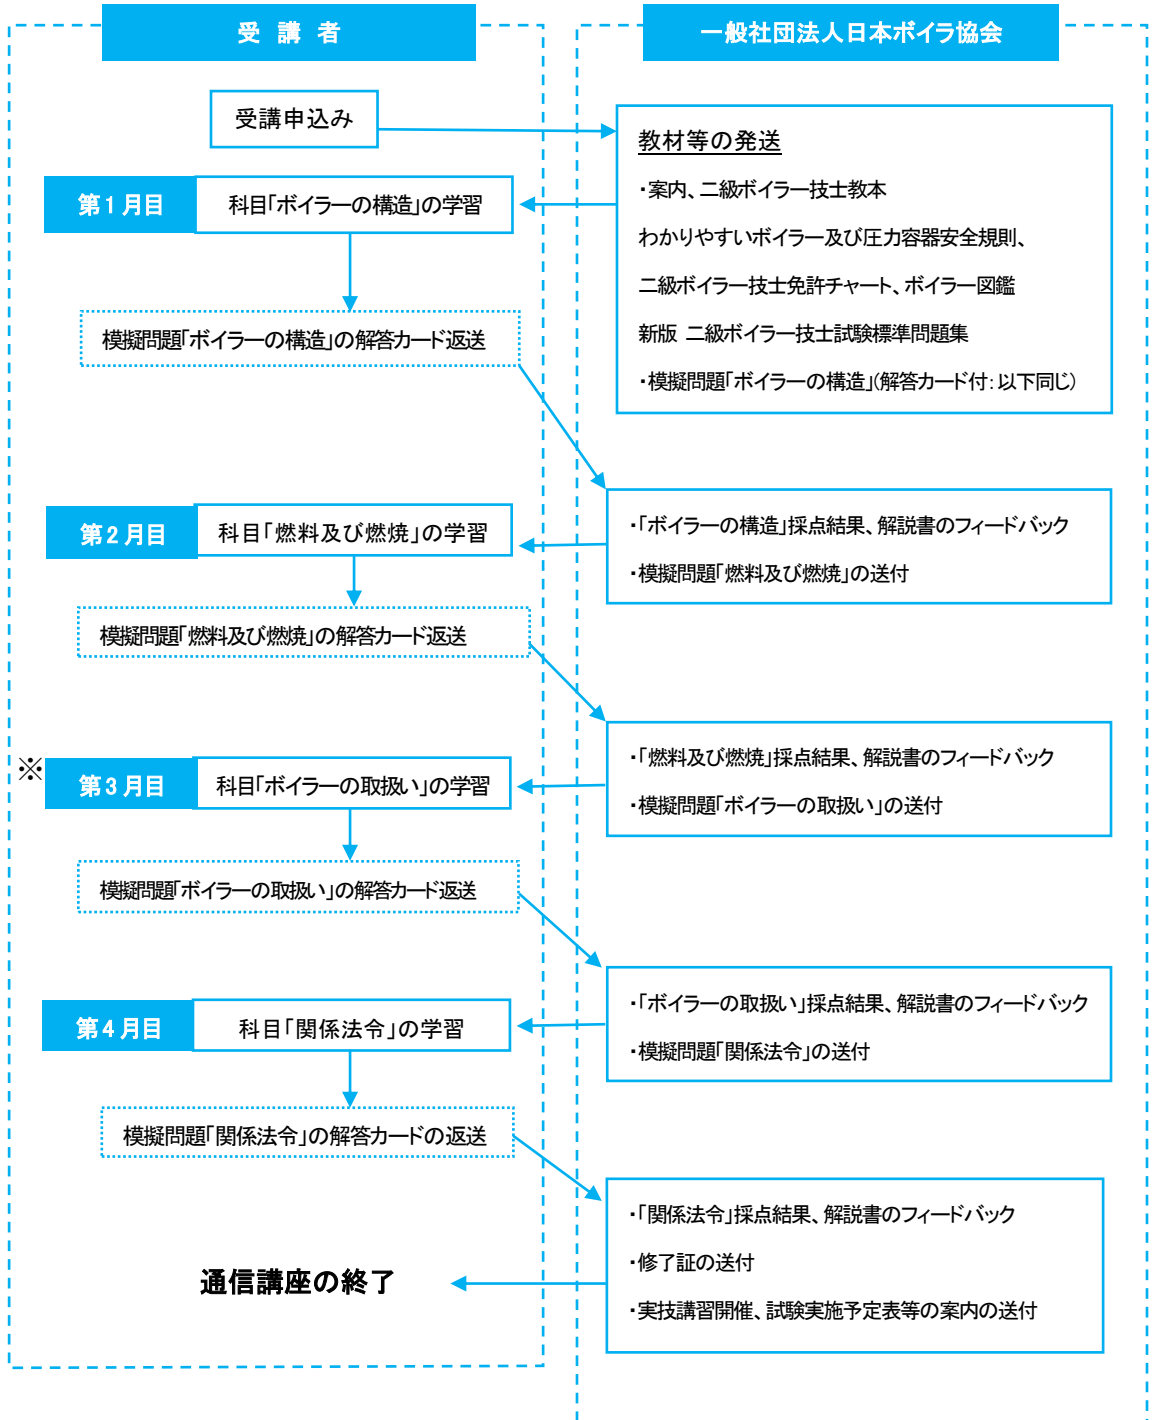 受 講 者
一般社団法人日本ボイラ協会
受講申込み
教材等の発送
・案内、二級ボイラー技士教本
わかりやすいボイラー及び圧力容器安全規則、
二級ボイラー技士免許チャート、ボイラー図鑑
新版 二級ボイラー技士試験標準問題集
・模擬問題「ボイラーの構造」(解答カード付:以下同じ)
第1月目
科目「ボイラーの構造」の学習
模擬問題「ボイラーの構造」の解答カード返送
・「ボイラーの構造」採点結果、解説書のフィードバック
・模擬問題「燃料及び燃焼」の送付
第2月目
科目「燃料及び燃焼」の学習
模擬問題「燃料及び燃焼」の解答カード返送
・「燃料及び燃焼」採点結果、解説書のフィードバック
・模擬問題「ボイラーの取扱い」の送付
※
第3月目
科目「ボイラーの取扱い」の学習
模擬問題「ボイラーの取扱い」の解答カード返送
・「ボイラーの取扱い」採点結果、解説書のフィードバック
・模擬問題「関係法令」の送付
第4月目
科目「関係法令」の学習
模擬問題「関係法令」の解答カードの返送
・「関係法令」採点結果、解説書のフィードバック
・修了証の送付
・実技講習開催、試験実施予定表等の案内の送付
通信講座の終了